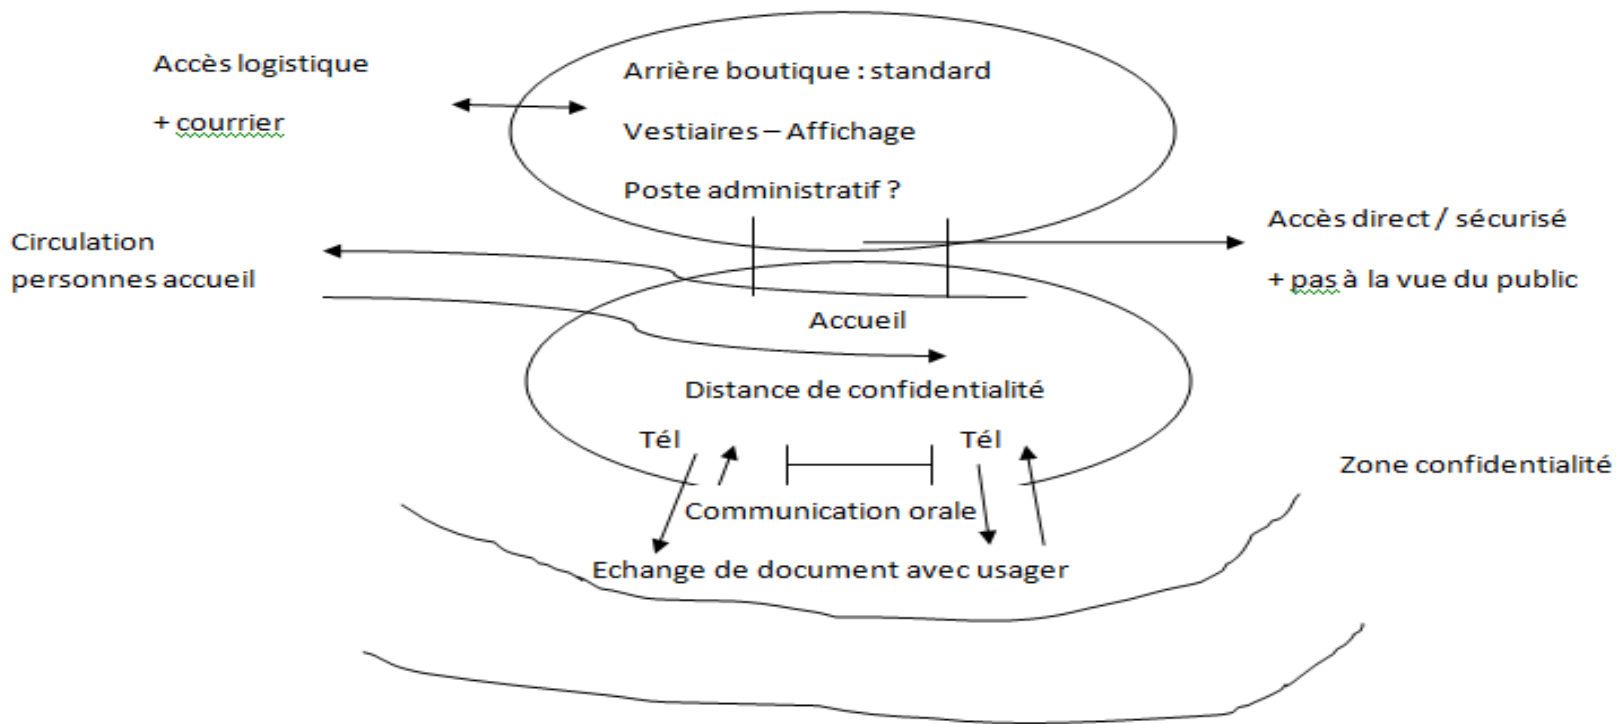 Accès logistique
+ courrier
Arrière boutique : standard
Vestiaires – Affichage
Poste administratif ?
Circulation
personnes accueil
Accès direct / sécurisé
+ pas à la vue du public
Accueil
Distance de confidentialité
Tél
Tél
Zone confidentialité
Communication orale
Echange de document avec usager